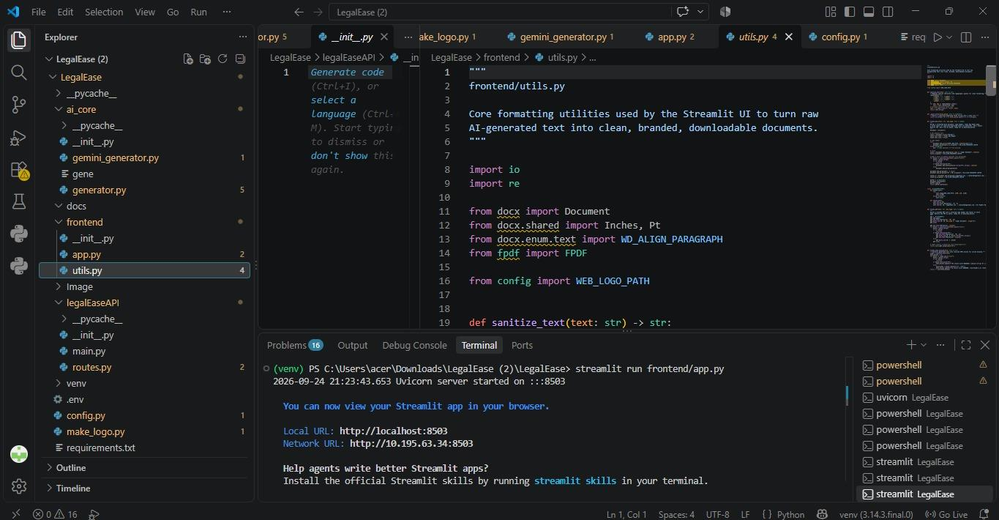 File Edit Selection View Go Run ··· LegalEase (2)
Explorer ···
LegalEase (2)
LegalEase
__pycache__
ai_core
__pycache__
__init__.py
gemini_generator.py 1
gene
generator.py 5
docs
frontend
__init__.py
app.py 2
utils.py 4
Image
legalEaseAPI
__pycache__
__init__.py
main.py
routes.py 2
venv
.env
config.py 1
make_logo.py 1
requirements.txt
Outline
Timeline
or.py 5 __init__.py ···
LegalEase > legalEaseAPI > __in
1 Generate code
(Ctrl+I), or
select a
language (Ctrl-
M). Start typin
to dismiss or
don't show this
again.
ake_logo.py 1 gemini_generator.py 1 app.py 2 utils.py 4 config.py 1 req ···
LegalEase > frontend > utils.py > ...
1 """
2 frontend/utils.py
3
4 Core formatting utilities used by the Streamlit UI to turn raw
5 AI-generated text into clean, branded, downloadable documents.
6 """
7
8 import io
9 import re
10
11 from docx import Document
12 from docx.shared import Inches, Pt
13 from docx.enum.text import WD_ALIGN_PARAGRAPH
14 from fpdf import FPDF
15
16 from config import WEB_LOGO_PATH
17
18
19 def sanitize_text(text: str) -> str:
Problems 16 Output Debug Console Terminal Ports
(venv) PS C:\Users\acer\Downloads\LegalEase (2)\LegalEase> streamlit run frontend/app.py
2026-09-24 21:23:43.653 Uvicorn server started on :::8503
You can now view your Streamlit app in your browser.
Local URL: http://localhost:8503
Network URL: http://10.195.63.34:8503
Help agents write better Streamlit apps?
Install the official Streamlit skills by running streamlit skills in your terminal.
powershell
powershell
uvicorn LegalEase
powershell LegalEase
powershell LegalEase
powershell LegalEase
streamlit LegalEase
streamlit LegalEase
streamlit LegalEase
0 16 Ln 1, Col 1 Spaces: 4 UTF-8 LF { } Python venv (3.14.3.final.0) Go Live